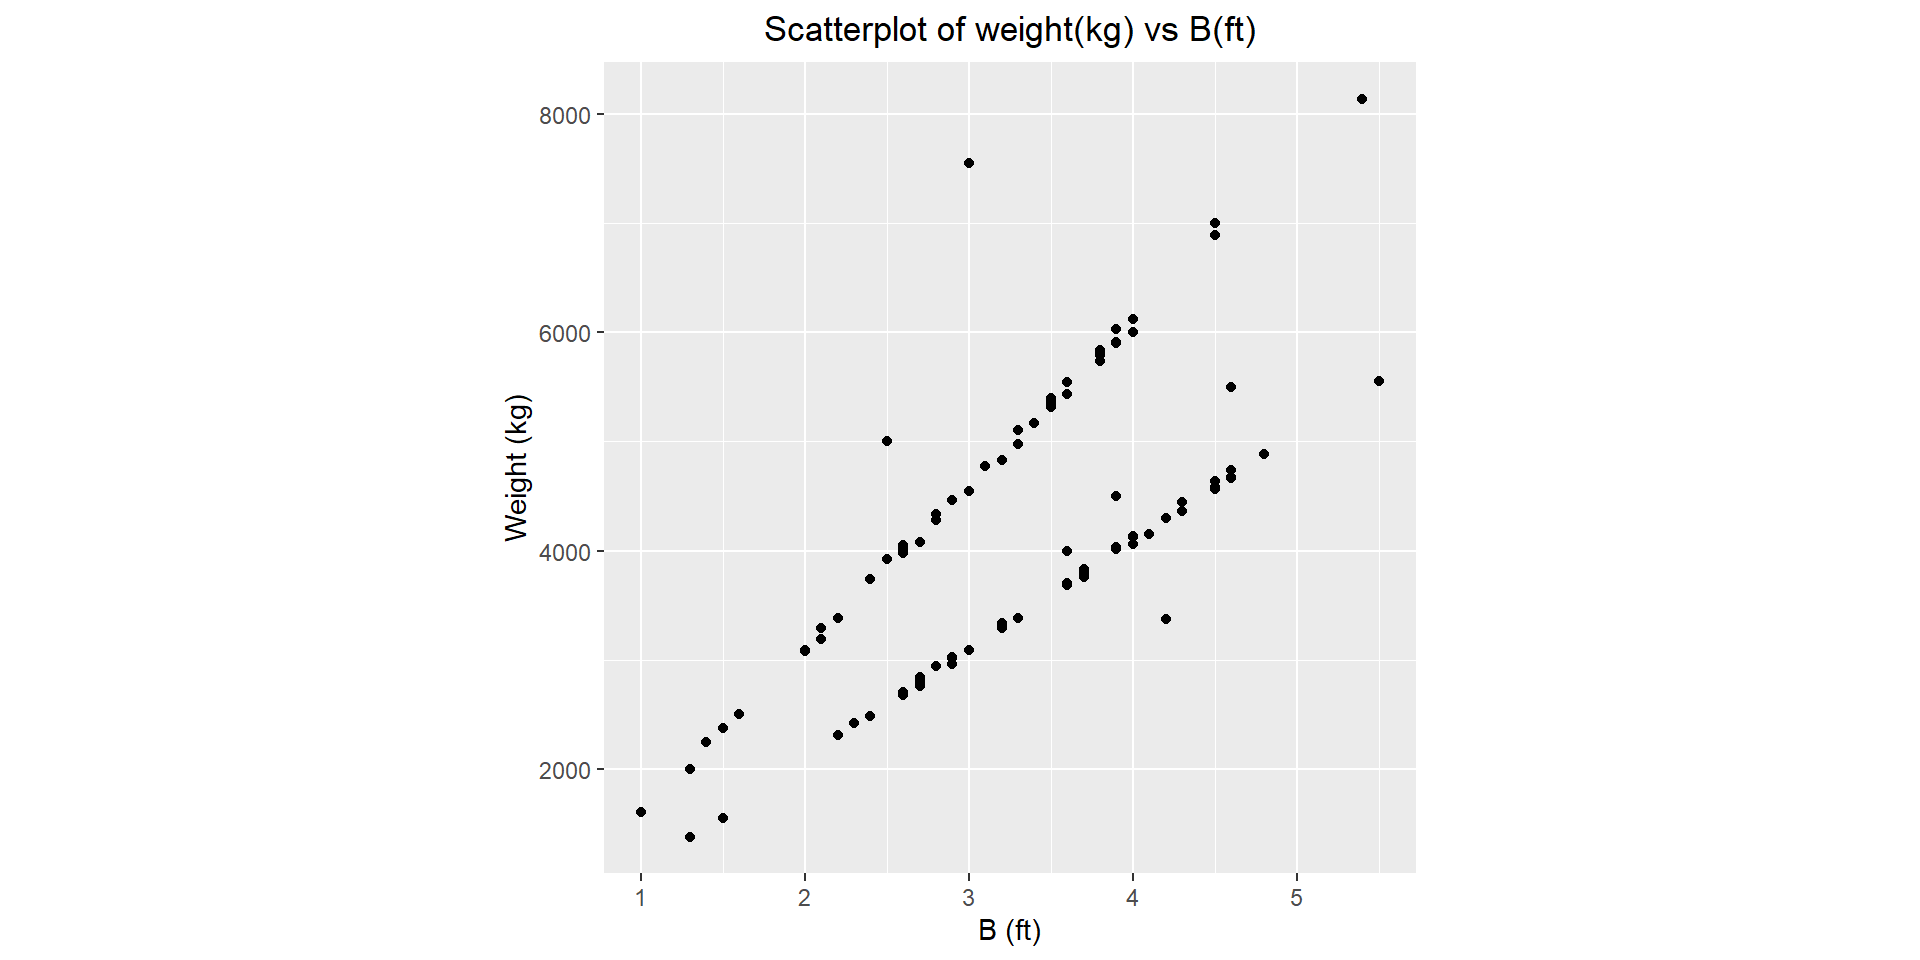 Scatterplot of weight(kg) vs B(ft)
8000
6000
4000
2000
Weight (kg)
1 2 3 4 5
B (ft)